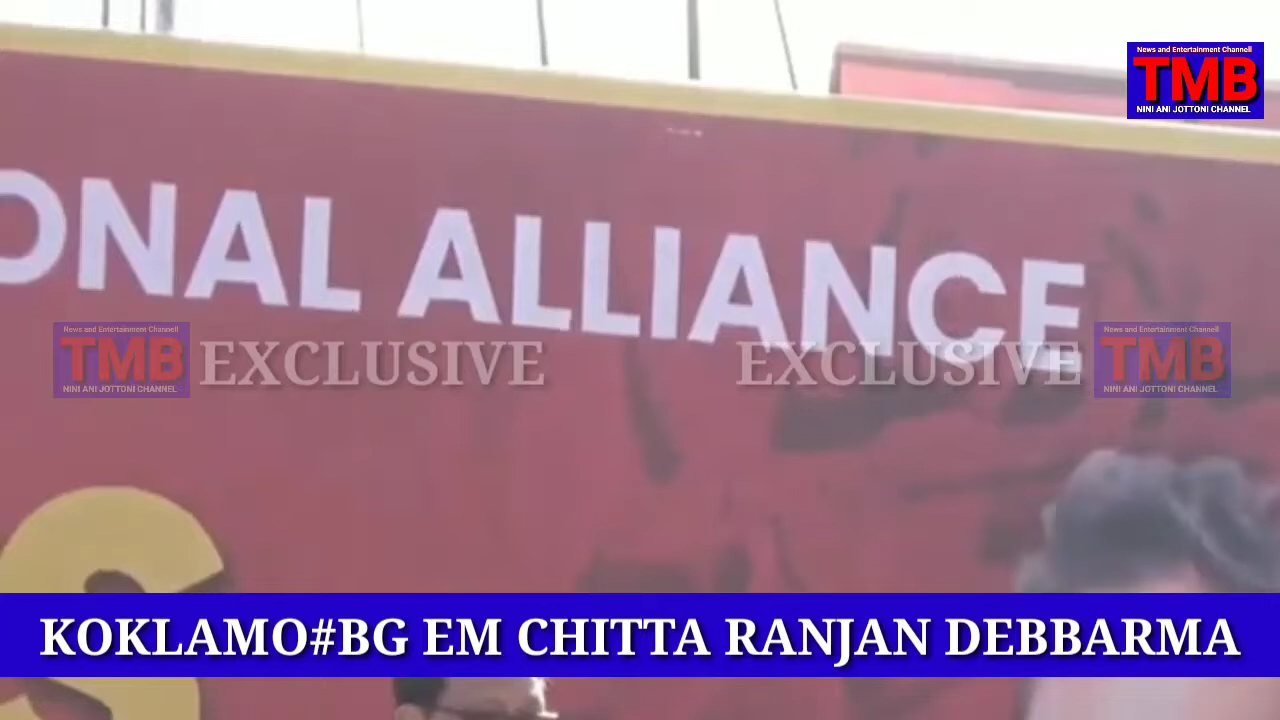 News and Entertainment Channell
TMB
NINI ANI JOTTONI CHANNEL
ONAL ALLIANCE
News and Entertainment Channell
TMB
NINI ANI JOTTONI CHANNEL
EXCLUSIVE
EXCLUSIVE
News and Entertainment Channell
TMB
NINI ANI JOTTONI CHANNEL
S
KOKLAMO#BG EM CHITTA RANJAN DEBBARMA